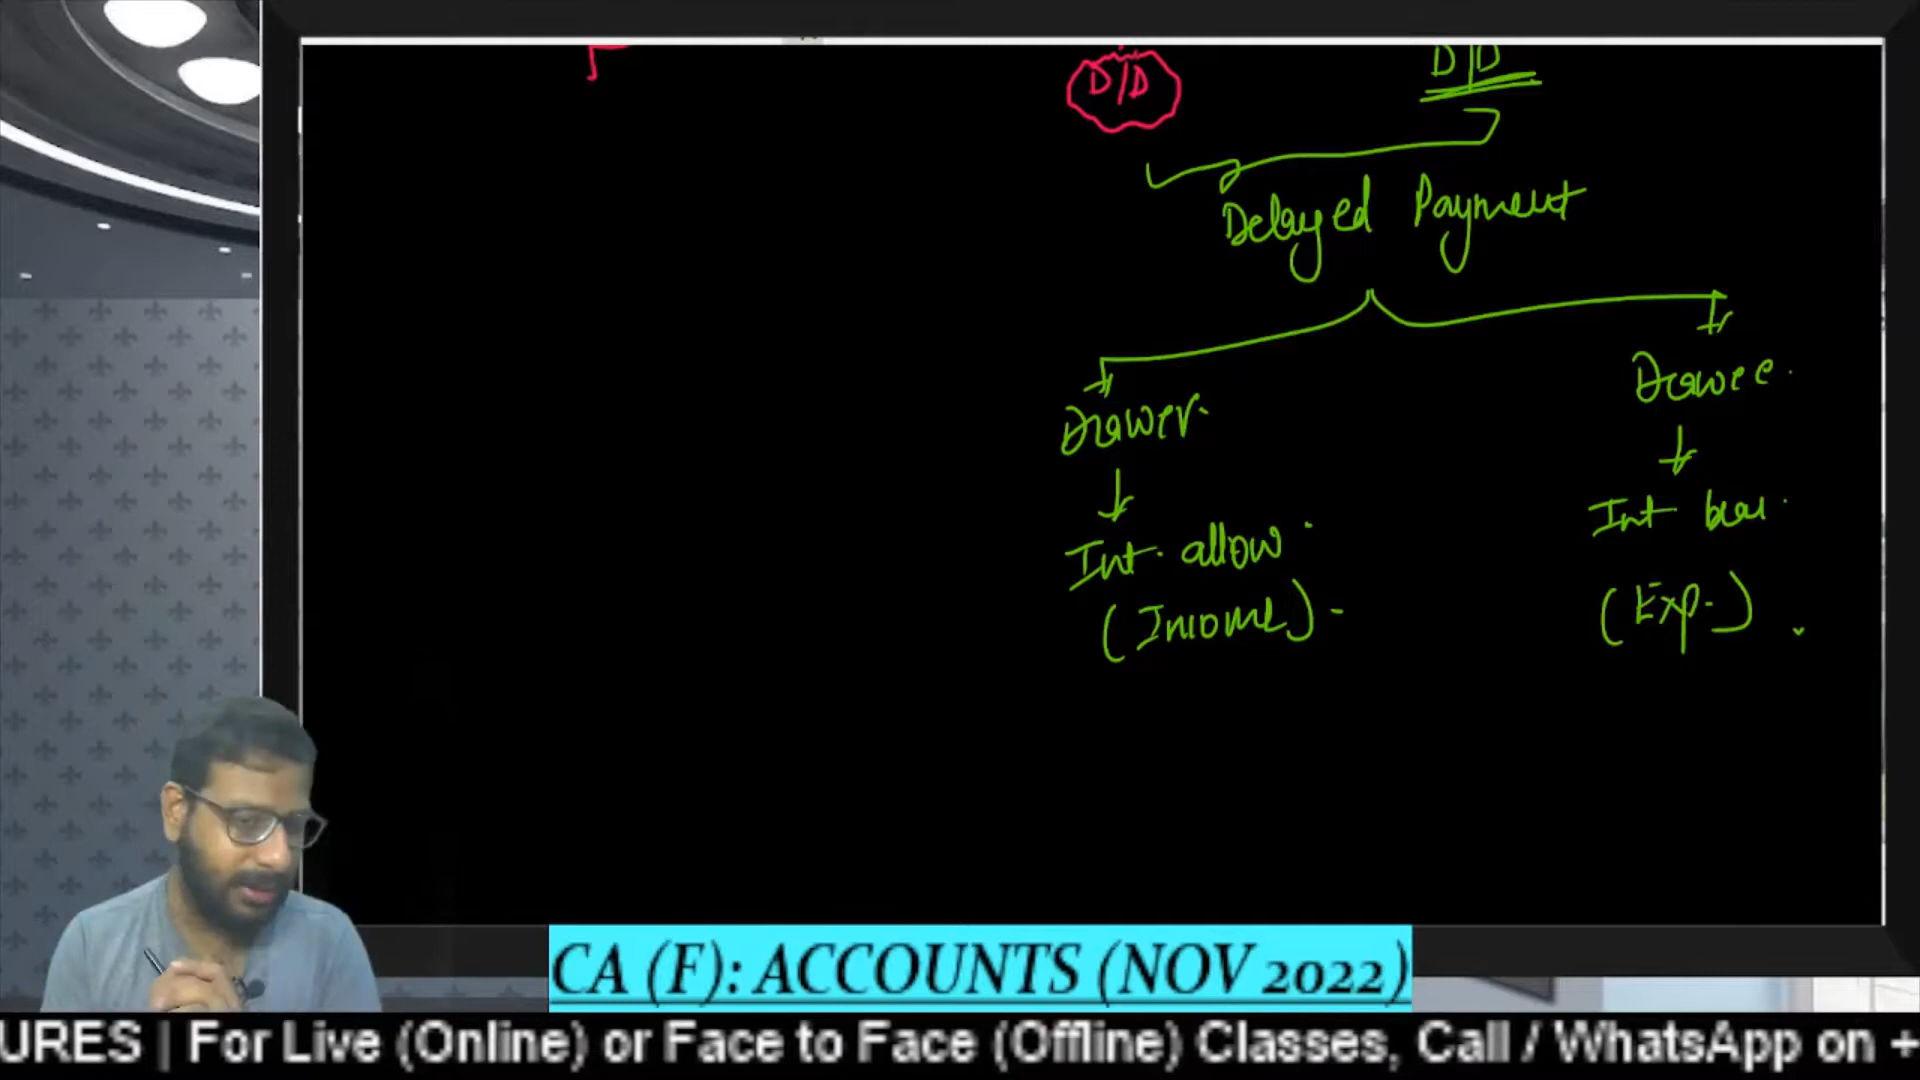 D/D
D/D
Delayed Payment
Drawer.
Drawee.
Int. allow.
(Income).
Int. bear.
(Exp.)
CA (F): ACCOUNTS (NOV 2022)
URES | For Live (Online) or Face to Face (Offline) Classes, Call / WhatsApp on +